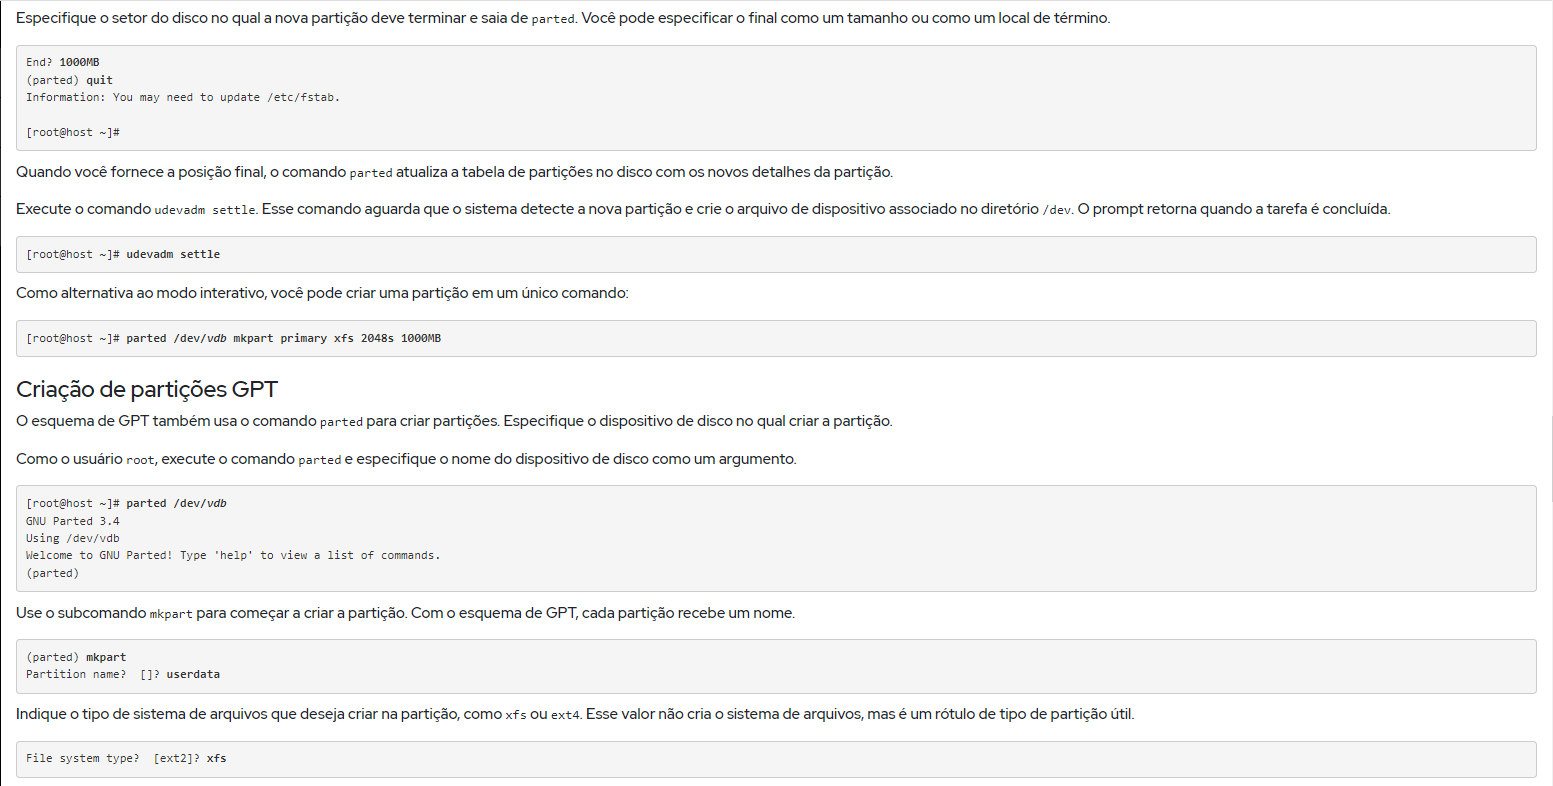 Especifique o setor do disco no qual a nova partição deve terminar e saia de parted. Você pode especificar o final como um tamanho ou como um local de término.
End? 1000MB
(parted) quit
Information: You may need to update /etc/fstab.
[root@host ~]#
Quando você fornece a posição final, o comando parted atualiza a tabela de partições no disco com os novos detalhes da partição.
Execute o comando udevadm settle. Esse comando aguarda que o sistema detecte a nova partição e crie o arquivo de dispositivo associado no diretório /dev. O prompt retorna quando a tarefa é concluída.
[root@host ~]# udevadm settle
Como alternativa ao modo interativo, você pode criar uma partição em um único comando:
[root@host ~]# parted /dev/vdb mkpart primary xfs 2048s 1000MB
Criação de partições GPT
O esquema de GPT também usa o comando parted para criar partições. Especifique o dispositivo de disco no qual criar a partição.
Como o usuário root, execute o comando parted e especifique o nome do dispositivo de disco como um argumento.
[root@host ~]# parted /dev/vdb
GNU Parted 3.4
Using /dev/vdb
Welcome to GNU Parted! Type 'help' to view a list of commands.
(parted)
Use o subcomando mkpart para começar a criar a partição. Com o esquema de GPT, cada partição recebe um nome.
(parted) mkpart
Partition name?  []? userdata
Indique o tipo de sistema de arquivos que deseja criar na partição, como xfs ou ext4. Esse valor não cria o sistema de arquivos, mas é um rótulo de tipo de partição útil.
File system type?  [ext2]? xfs